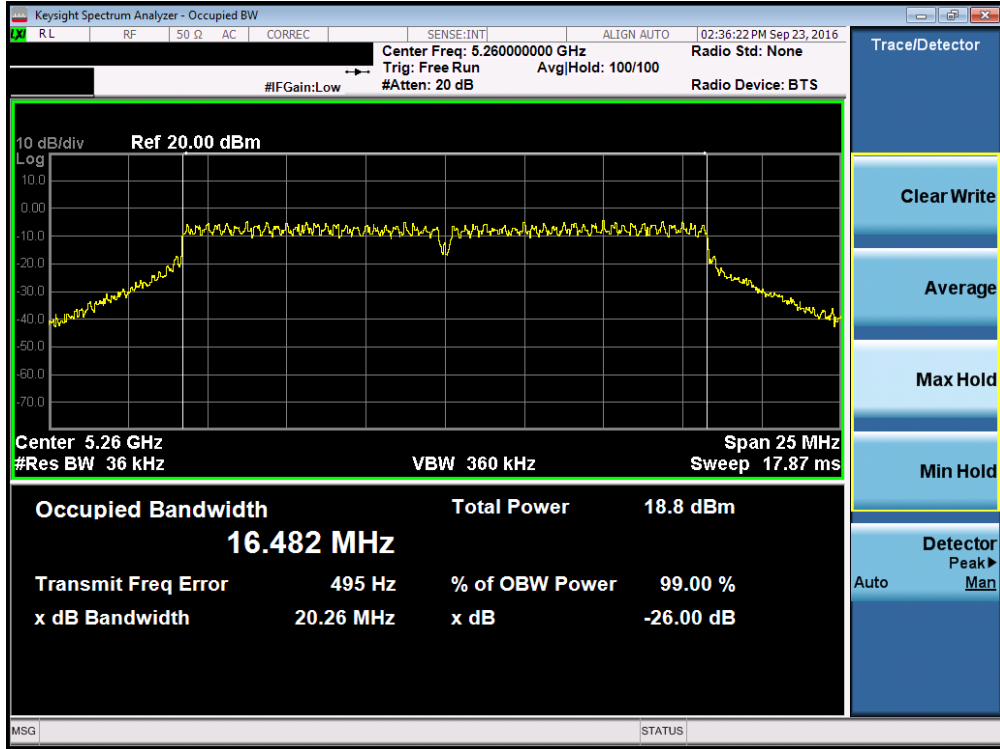 Keysight Spectrum Analyzer - Occupied BW
LXI RL RF 50 Ω AC CORREC SENSE:INT ALIGN AUTO 02:36:22 PM Sep 23, 2016
Center Freq: 5.260000000 GHz Radio Std: None
Trig: Free Run Avg|Hold: 100/100
#IFGain:Low #Atten: 20 dB Radio Device: BTS
10 dB/div Ref 20.00 dBm
Log
10.0
0.00
-10.0
-20.0
-30.0
-40.0
-50.0
-60.0
-70.0
Center 5.26 GHz Span 25 MHz
#Res BW 36 kHz VBW 360 kHz Sweep 17.87 ms
Occupied Bandwidth Total Power 18.8 dBm
16.482 MHz
Transmit Freq Error 495 Hz % of OBW Power 99.00 %
x dB Bandwidth 20.26 MHz x dB -26.00 dB
MSG STATUS
Trace/Detector
Clear Write
Average
Max Hold
Min Hold
Detector
Peak▶
Auto Man